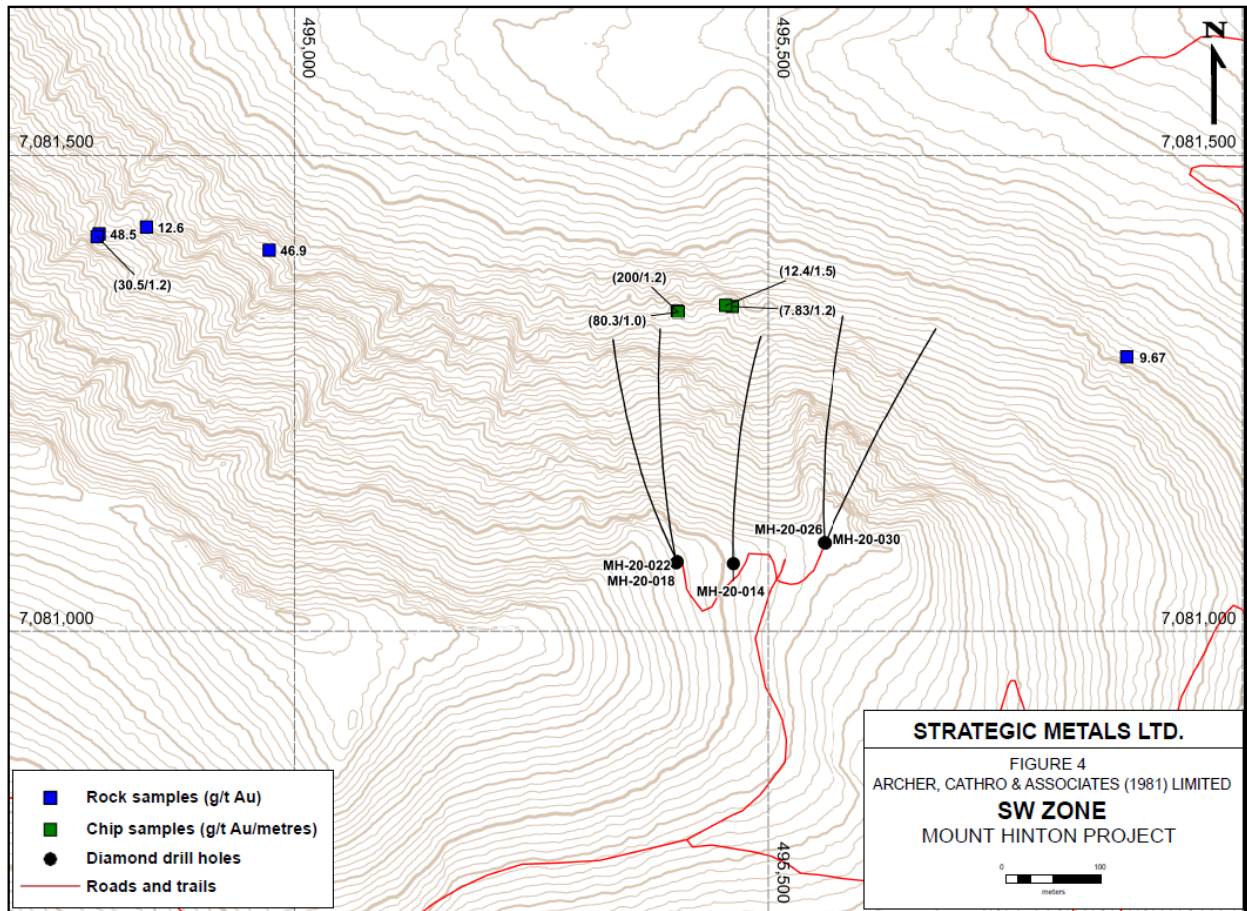 495,000
495,500
N
7,081,500
7,081,500
48.5
12.6
46.9
(30.5/1.2)
(200/1.2)
(12.4/1.5)
(80.3/1.0)
(7.83/1.2)
9.67
MH-20-026
MH-20-030
MH-20-022
MH-20-018
MH-20-014
7,081,000
7,081,000
495,500
Rock samples (g/t Au)
Chip samples (g/t Au/metres)
Diamond drill holes
Roads and trails
STRATEGIC METALS LTD.
FIGURE 4
ARCHER, CATHRO & ASSOCIATES (1981) LIMITED
SW ZONE
MOUNT HINTON PROJECT
0 100
meters